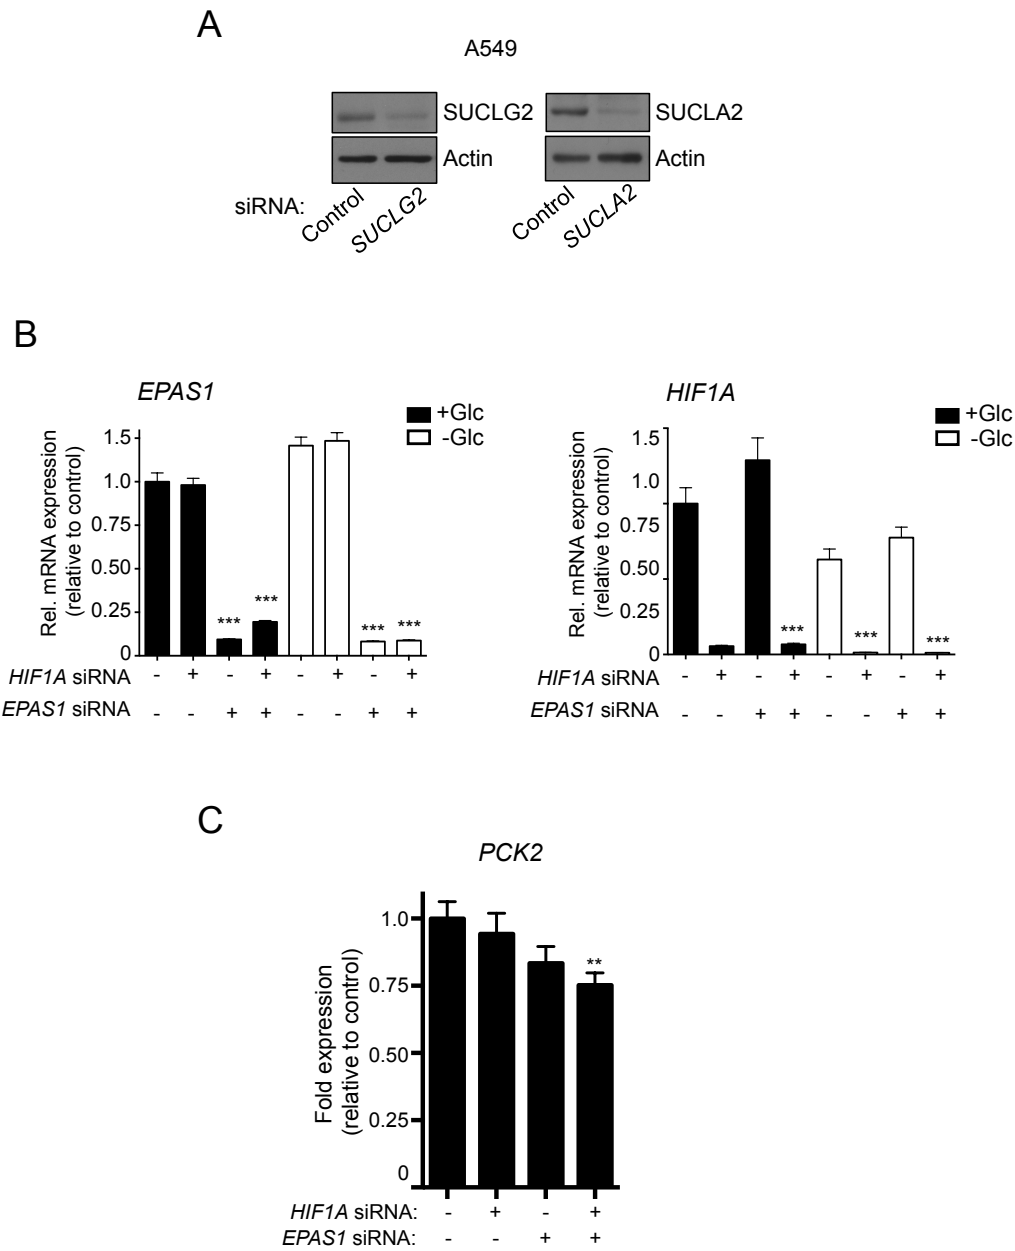 A
A549
SUCLG2
SUCLA2
Actin
Actin
siRNA:
Control
SUCLG2
Control
SUCLA2
B
EPAS1
+Glc
-Glc
Rel. mRNA expression
(relative to control)
1.5
1.0
0.75
0.50
0.25
0
*** *** *** ***
HIF1A siRNA - + - + - + - +
EPAS1 siRNA - - + + - - + +
HIF1A
+Glc
-Glc
Rel. mRNA expression
(relative to control)
1.5
1.0
0.75
0.50
0.25
0
*** *** ***
HIF1A siRNA - + - + - + - +
EPAS1 siRNA - - + + - - + +
C
PCK2
Fold expression
(relative to control)
1.0
0.75
0.50
0.25
0
**
HIF1A siRNA: - + - +
EPAS1 siRNA: - - + +